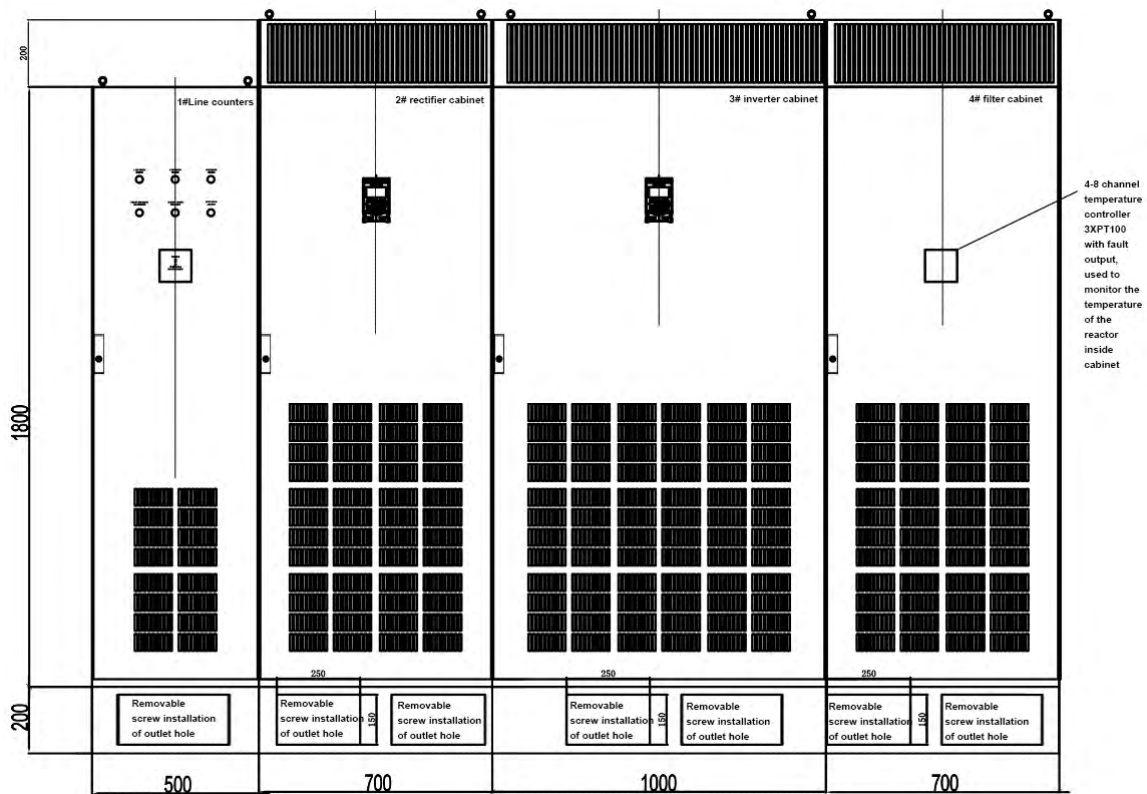 200
1#Line counters
2# rectifier cabinet
3# inverter cabinet
4# filter cabinet
4-8 channel
temperature
controller
3XPT100
with fault
output,
used to
monitor the
temperature
of the
reactor
inside
cabinet
1800
250
250
200
Removable
screw installation
of outlet hole
Removable
screw installation
of outlet hole
150
Removable
screw installation
of outlet hole
Removable
screw installation
of outlet hole
150
Removable
screw installation
of outlet hole
Removable
screw installation
of outlet hole
150
Removable
screw installation
of outlet hole
500
700
1000
700